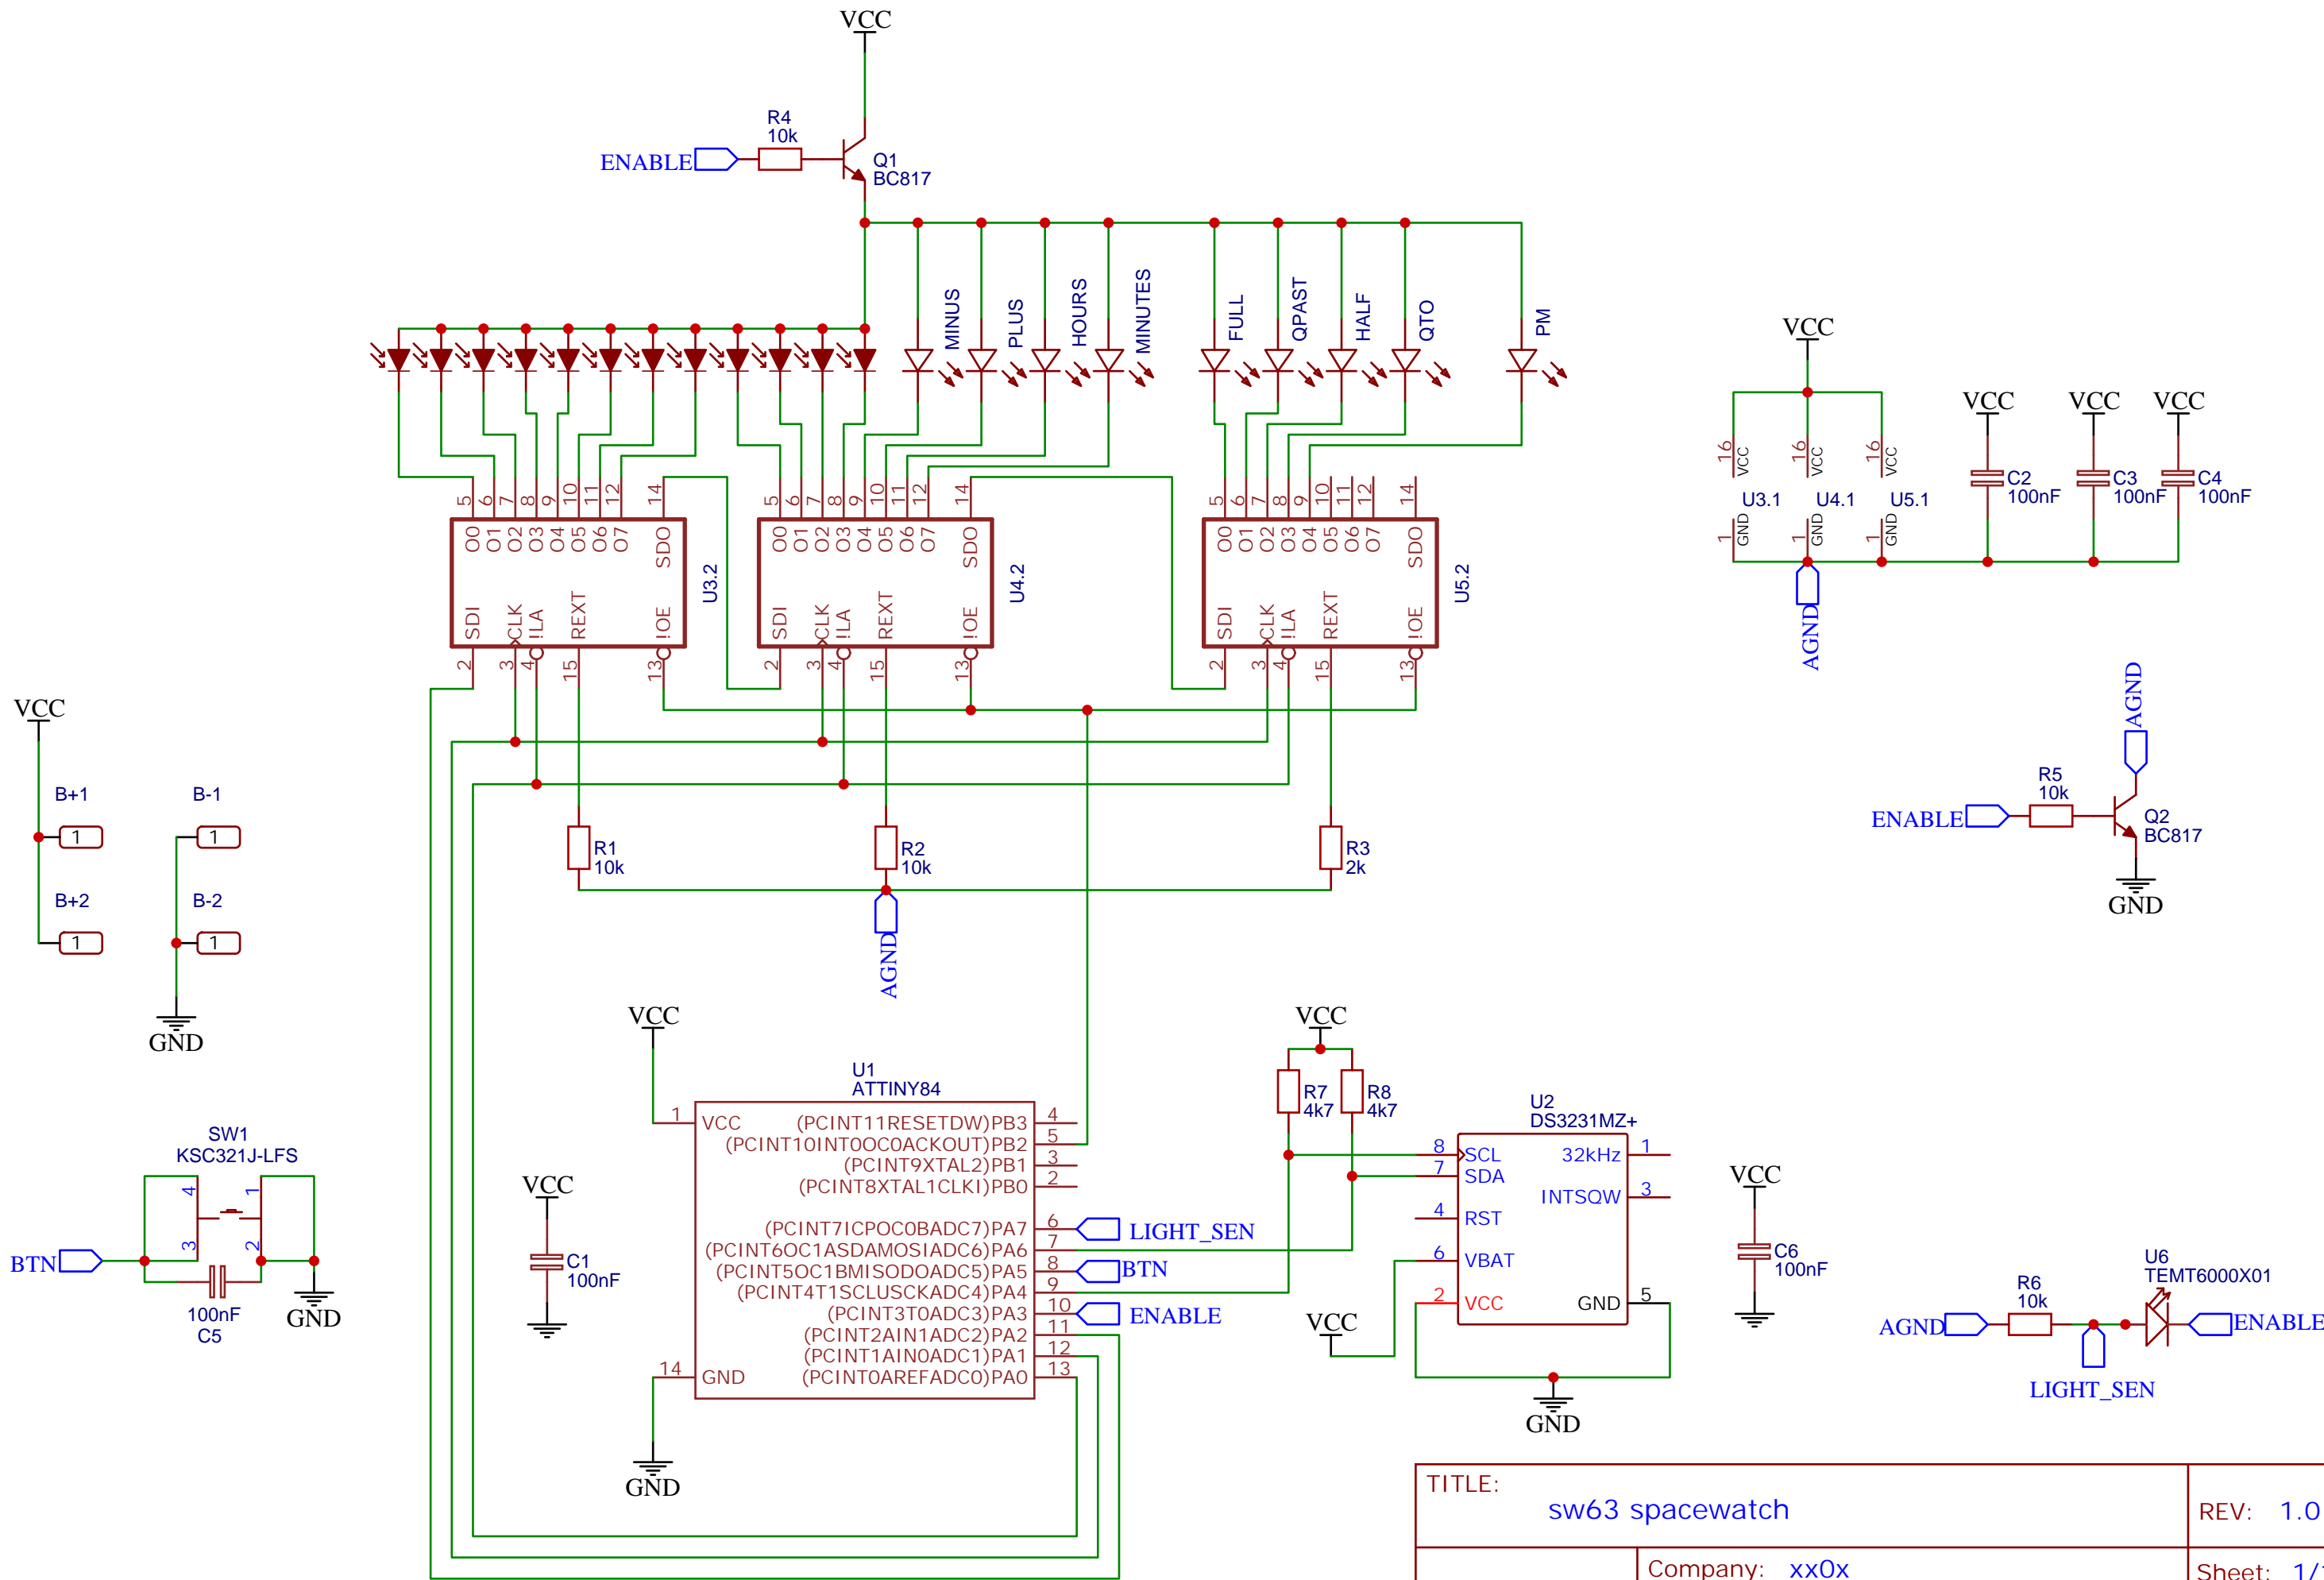 VCC
R4
10k
ENABLE
Q1
BC817
MINUS
PLUS
HOURS
MINUTES
FULL
QPAST
HALF
QTO
PM
5 6 7 8 9 10 11 12 14
O0 O1 O2 O3 O4 O5 O6 O7 SDO
SDI CLK !LA REXT !OE
2 3 4 15 13
U3.2
5 6 7 8 9 10 11 12 14
O0 O1 O2 O3 O4 O5 O6 O7 SDO
SDI CLK !LA REXT !OE
2 3 4 15 13
U4.2
5 6 7 8 9 10 11 12 14
O0 O1 O2 O3 O4 O5 O6 O7 SDO
SDI CLK !LA REXT !OE
2 3 4 15 13
U5.2
VCC
16 VCC
16 VCC
16 VCC
U3.1
U4.1
U5.1
1 GND
1 GND
1 GND
AGND
VCC
C2
100nF
VCC
C3
100nF
VCC
C4
100nF
AGND
R5
10k
ENABLE
Q2
BC817
GND
VCC
B+1
1
B-1
1
B+2
1
B-2
1
GND
R1
10k
R2
10k
R3
2k
AGND
SW1
KSC321J-LFS
4
1
3
2
BTN
100nF
C5
GND
VCC
C1
100nF
VCC
U1
ATTINY84
1 VCC
14 GND
(PCINT11RESETDW)PB3 4
(PCINT10INT0OC0ACKOUT)PB2 5
(PCINT9XTAL2)PB1 3
(PCINT8XTAL1CLKI)PB0 2
(PCINT7ICPOC0BADC7)PA7 6 LIGHT_SEN
(PCINT6OC1ASDAMOSIADC6)PA6 7
(PCINT5OC1BMISODOADC5)PA5 8 BTN
(PCINT4T1SCLUSCKADC4)PA4 9
(PCINT3T0ADC3)PA3 10 ENABLE
(PCINT2AIN1ADC2)PA2 11
(PCINT1AIN0ADC1)PA1 12
(PCINT0AREFADC0)PA0 13
GND
VCC
R7
4k7
R8
4k7
U2
DS3231MZ+
8 SCL
7 SDA
4 RST
6 VBAT
2 VCC
32kHz 1
INTSQW 3
GND 5
VCC
GND
VCC
C6
100nF
U6
TEMT6000X01
R6
10k
AGND
ENABLE
LIGHT_SEN
TITLE:
sw63 spacewatch
REV: 1.0
Company: xx0x
Sheet: 1/